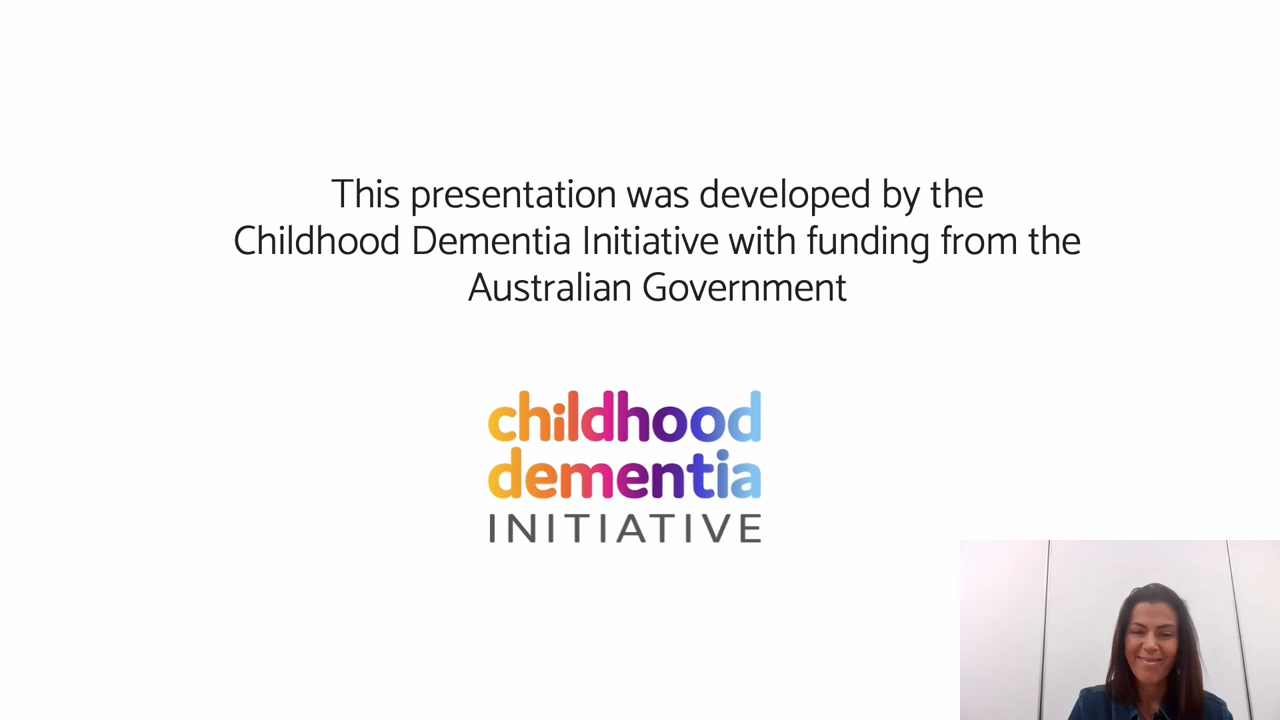 This presentation was developed by the
Childhood Dementia Initiative with funding from the
Australian Government
childhood
dementia
INITIATIVE